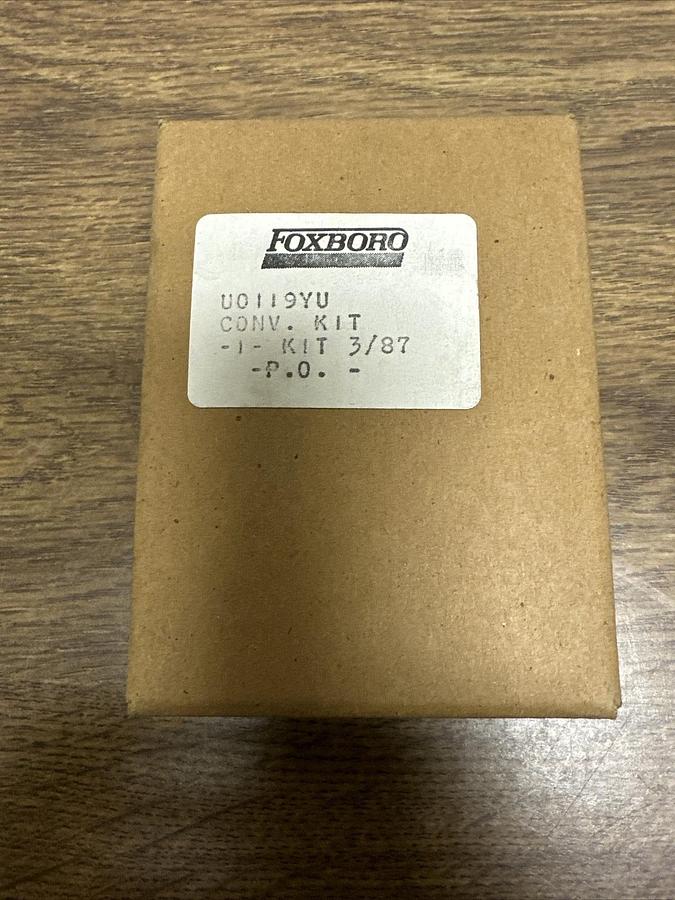 FOXBORO
U0119YU
CONV. KIT
-1- KIT 3/87
-P.O. -